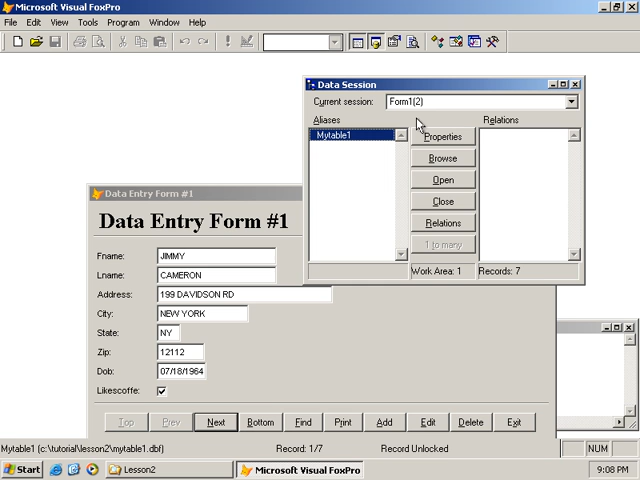 Microsoft Visual FoxPro
File Edit View Tools Program Window Help
Data Session
Current session: Form1(2)
Aliases
Relations
Mytable1
Properties
Browse
Open
Close
Relations
1 to many
Work Area: 1
Records: 7
Data Entry Form #1
Data Entry Form #1
Fname: JIMMY
Lname: CAMERON
Address: 199 DAVIDSON RD
City: NEW YORK
State: NY
Zip: 12112
Dob: 07/18/1964
Likescoffe:
Top Prev Next Bottom Find Print Add Edit Delete Exit
Mytable1 (c:\tutorial\lesson2\mytable1.dbf) Record: 1/7 Record Unlocked NUM
Start Lesson2 Microsoft Visual FoxPro 9:08 PM